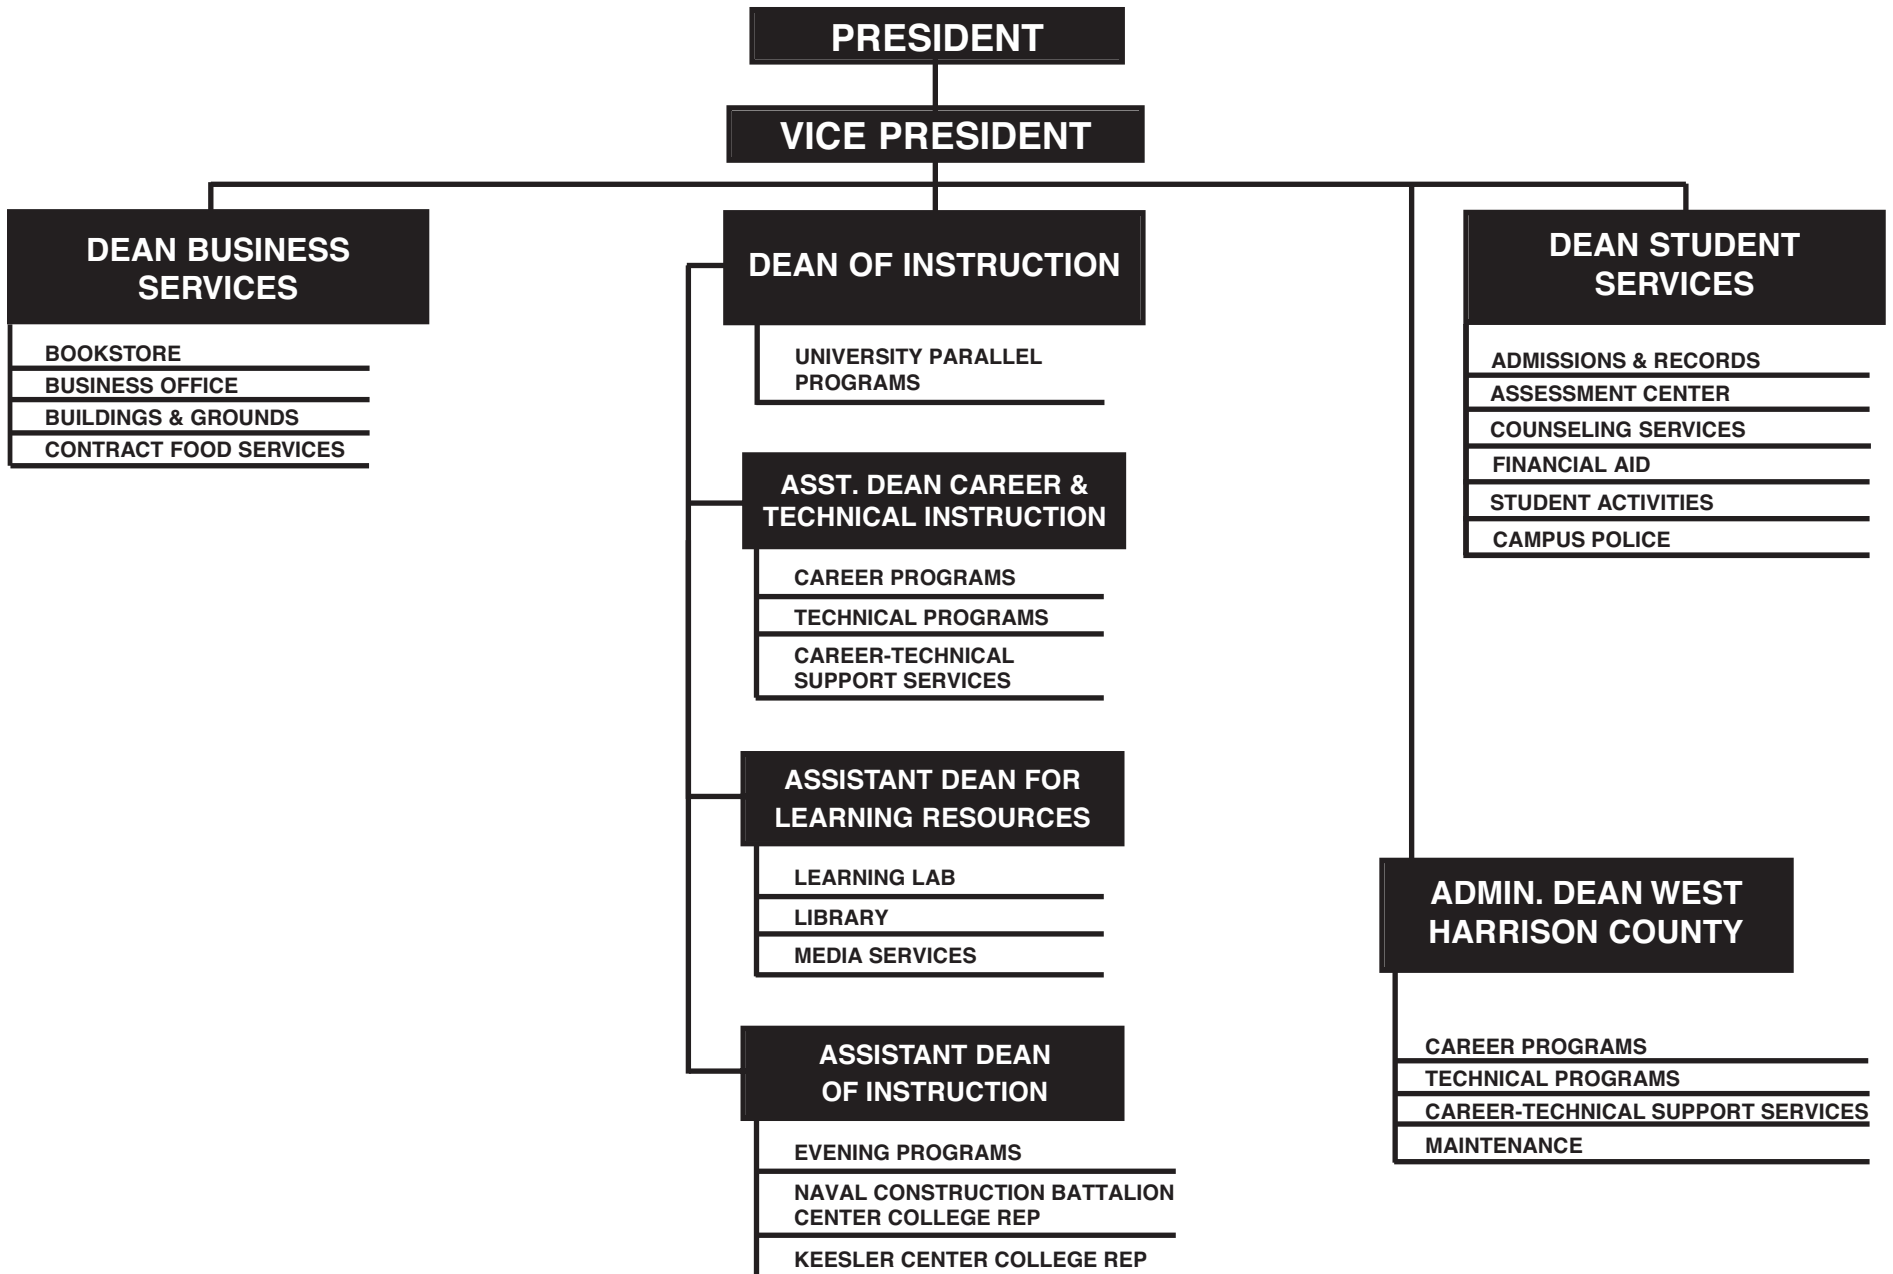 PRESIDENT
VICE PRESIDENT
DEAN BUSINESS
SERVICES
BOOKSTORE
BUSINESS OFFICE
BUILDINGS & GROUNDS
CONTRACT FOOD SERVICES
DEAN OF INSTRUCTION
UNIVERSITY PARALLEL
PROGRAMS
ASST. DEAN CAREER &
TECHNICAL INSTRUCTION
CAREER PROGRAMS
TECHNICAL PROGRAMS
CAREER-TECHNICAL
SUPPORT SERVICES
ASSISTANT DEAN FOR
LEARNING RESOURCES
LEARNING LAB
LIBRARY
MEDIA SERVICES
ASSISTANT DEAN
OF INSTRUCTION
EVENING PROGRAMS
NAVAL CONSTRUCTION BATTALION
CENTER COLLEGE REP
KEESLER CENTER COLLEGE REP
DEAN STUDENT
SERVICES
ADMISSIONS & RECORDS
ASSESSMENT CENTER
COUNSELING SERVICES
FINANCIAL AID
STUDENT ACTIVITIES
CAMPUS POLICE
ADMIN. DEAN WEST
HARRISON COUNTY
CAREER PROGRAMS
TECHNICAL PROGRAMS
CAREER-TECHNICAL SUPPORT SERVICES
MAINTENANCE